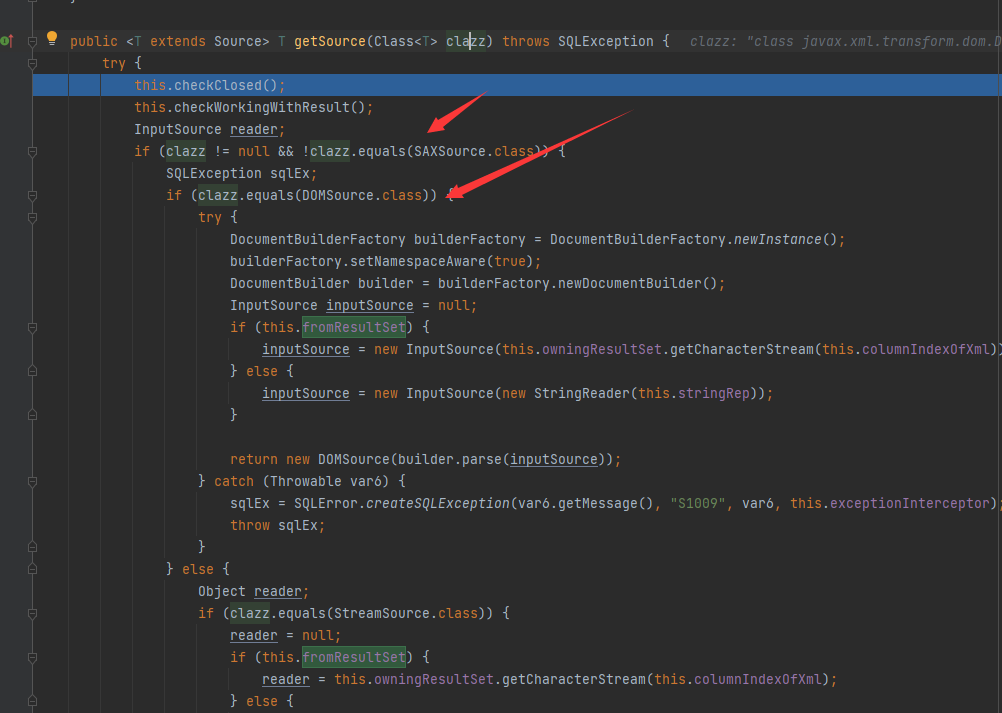 public <T extends Source> T getSource(Class<T> clazz) throws SQLException {   clazz: "class javax.xml.transform.dom.D
try {
this.checkClosed();
this.checkWorkingWithResult();
InputSource reader;
if (clazz != null && !clazz.equals(SAXSource.class)) {
SQLException sqlEx;
if (clazz.equals(DOMSource.class)) {
try {
DocumentBuilderFactory builderFactory = DocumentBuilderFactory.newInstance();
builderFactory.setNamespaceAware(true);
DocumentBuilder builder = builderFactory.newDocumentBuilder();
InputSource inputSource = null;
if (this.fromResultSet) {
inputSource = new InputSource(this.owningResultSet.getCharacterStream(this.columnIndexOfXml))
} else {
inputSource = new InputSource(new StringReader(this.stringRep));
}
return new DOMSource(builder.parse(inputSource));
} catch (Throwable var6) {
sqlEx = SQLError.createSQLException(var6.getMessage(), "S1009", var6, this.exceptionInterceptor);
throw sqlEx;
}
} else {
Object reader;
if (clazz.equals(StreamSource.class)) {
reader = null;
if (this.fromResultSet) {
reader = this.owningResultSet.getCharacterStream(this.columnIndexOfXml);
} else {